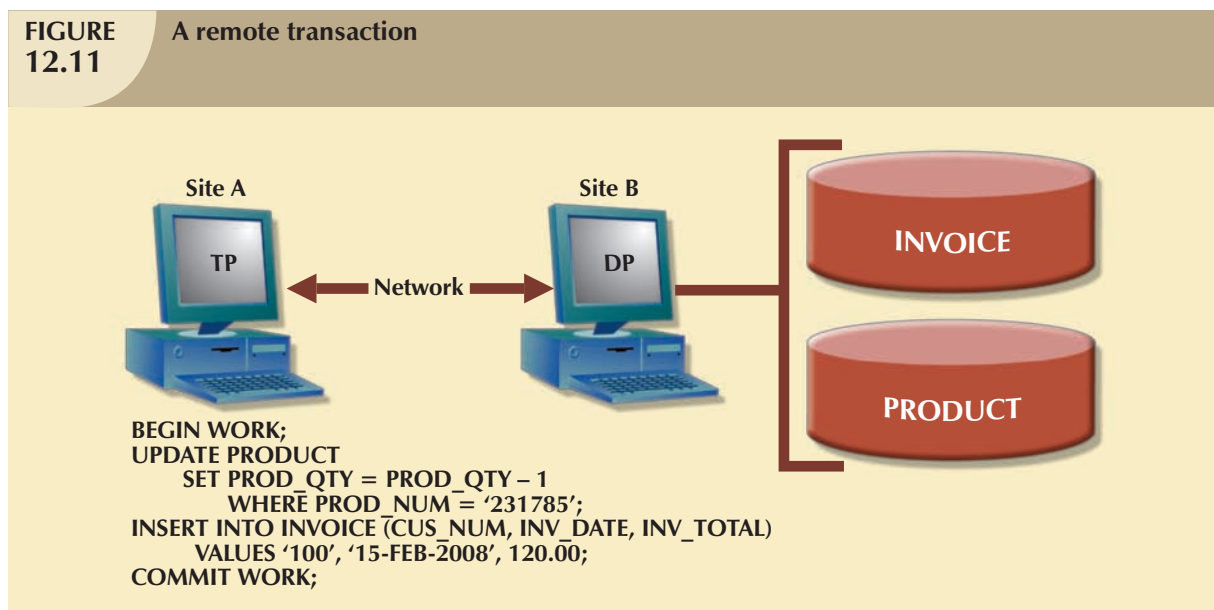 FIGURE
12.11
A remote transaction
Site A
Site B
TP
Network
DP
INVOICE
PRODUCT
BEGIN WORK;
UPDATE PRODUCT
SET PROD_QTY = PROD_QTY – 1
WHERE PROD_NUM = ‘231785’;
INSERT INTO INVOICE (CUS_NUM, INV_DATE, INV_TOTAL)
VALUES ‘100’, ‘15-FEB-2008’, 120.00;
COMMIT WORK;